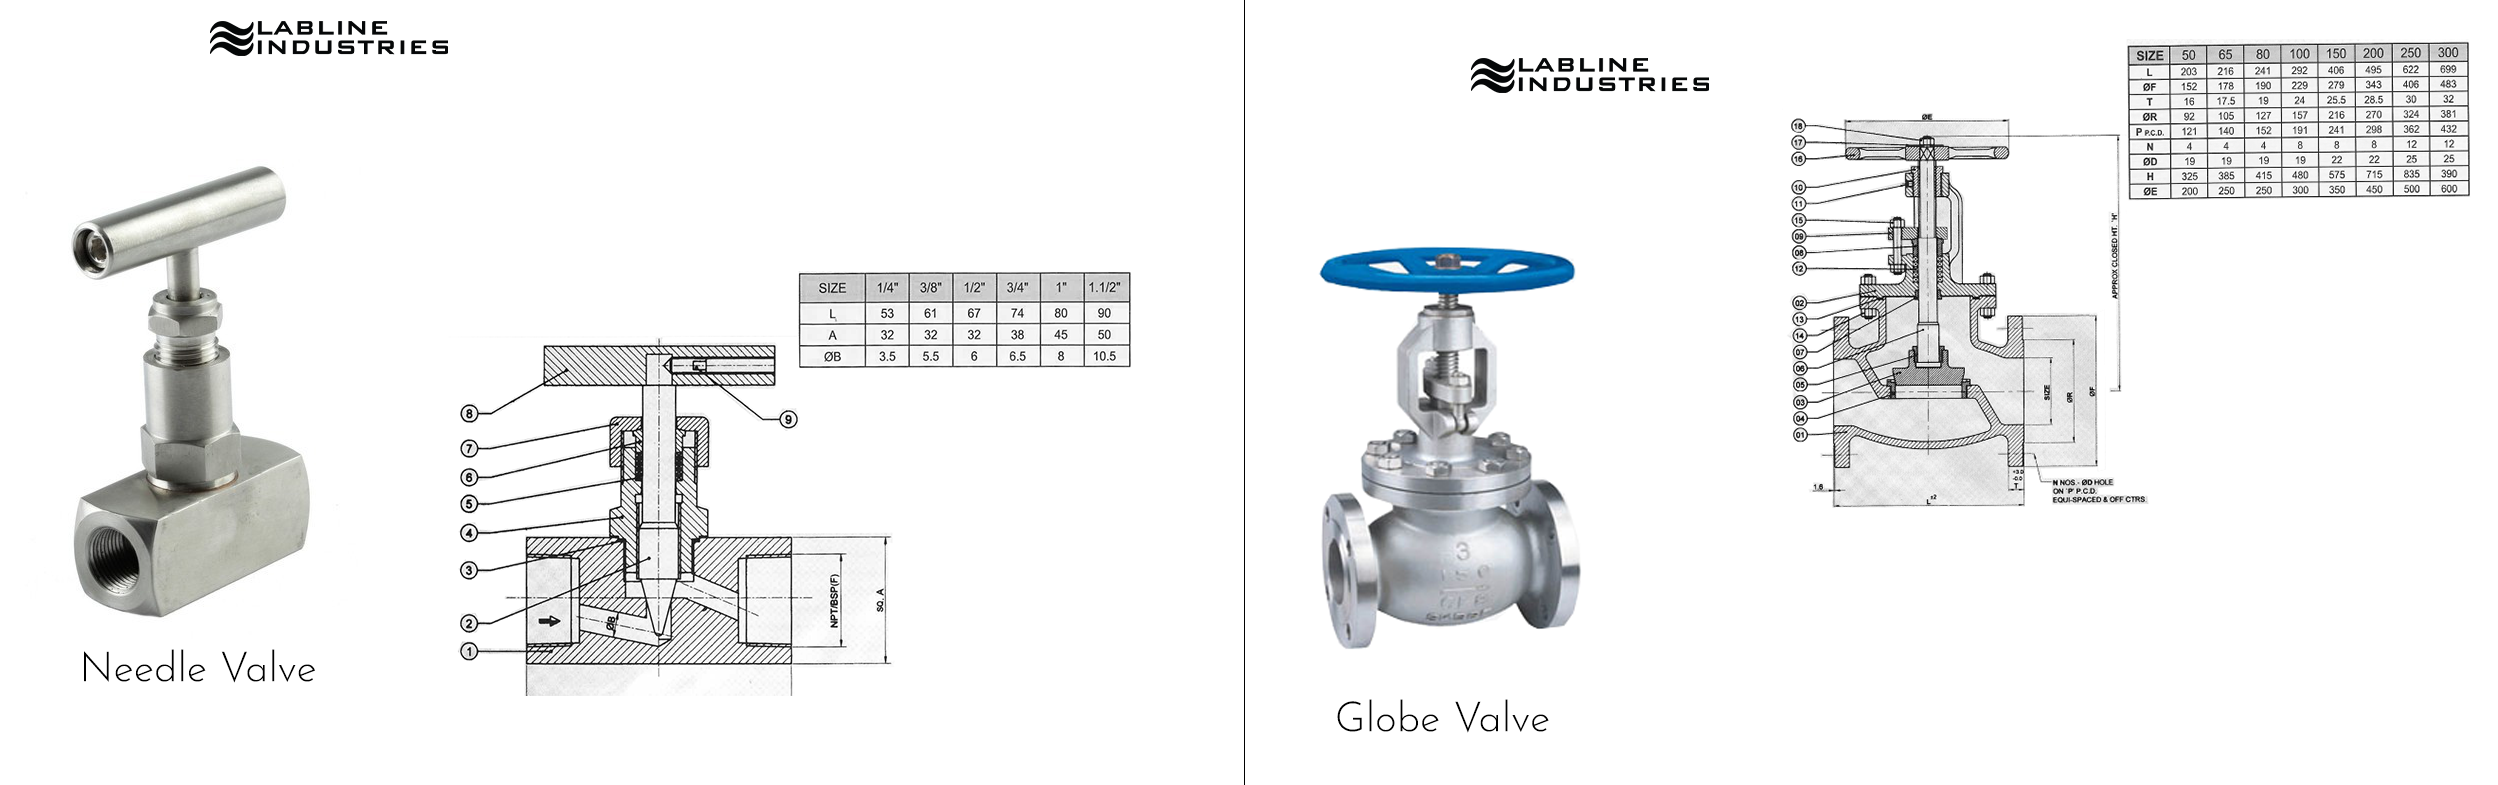 LABLINE
INDUSTRIES
SIZE 1/4" 3/8" 1/2" 3/4" 1" 1.1/2"
L 53 61 67 74 80 90
A 32 32 32 38 45 50
ØB 3.5 5.5 6 6.5 8 10.5
8
9
7
6
5
4
3
2
1
ØB
NPT/BSP(F)
SQ. A
Needle Valve
LABLINE
INDUSTRIES
SIZE 50 65 80 100 150 200 250 300
L 203 216 241 292 406 495 622 699
ØF 152 178 190 229 279 343 406 483
T 16 17.5 19 24 25.5 28.5 30 32
ØR 92 105 127 157 216 270 324 381
P P.C.D. 121 140 152 191 241 298 362 432
N 4 4 4 8 8 8 12 12
ØD 19 19 19 19 22 22 25 25
H 325 385 415 480 575 715 835 390
ØE 200 250 250 300 350 450 500 600
ØE
18
17
16
10
11
15
09
08
12
02
13
14
07
06
05
03
04
01
APPROX CLOSED HT. 'H'
SIZE
ØR
ØF
1.6
L±2
+3.0
-0.0
T
N NOS.- ØD HOLE
ON 'P' P.C.D.
EQUI-SPACED & OFF CTRS.
3
Globe Valve